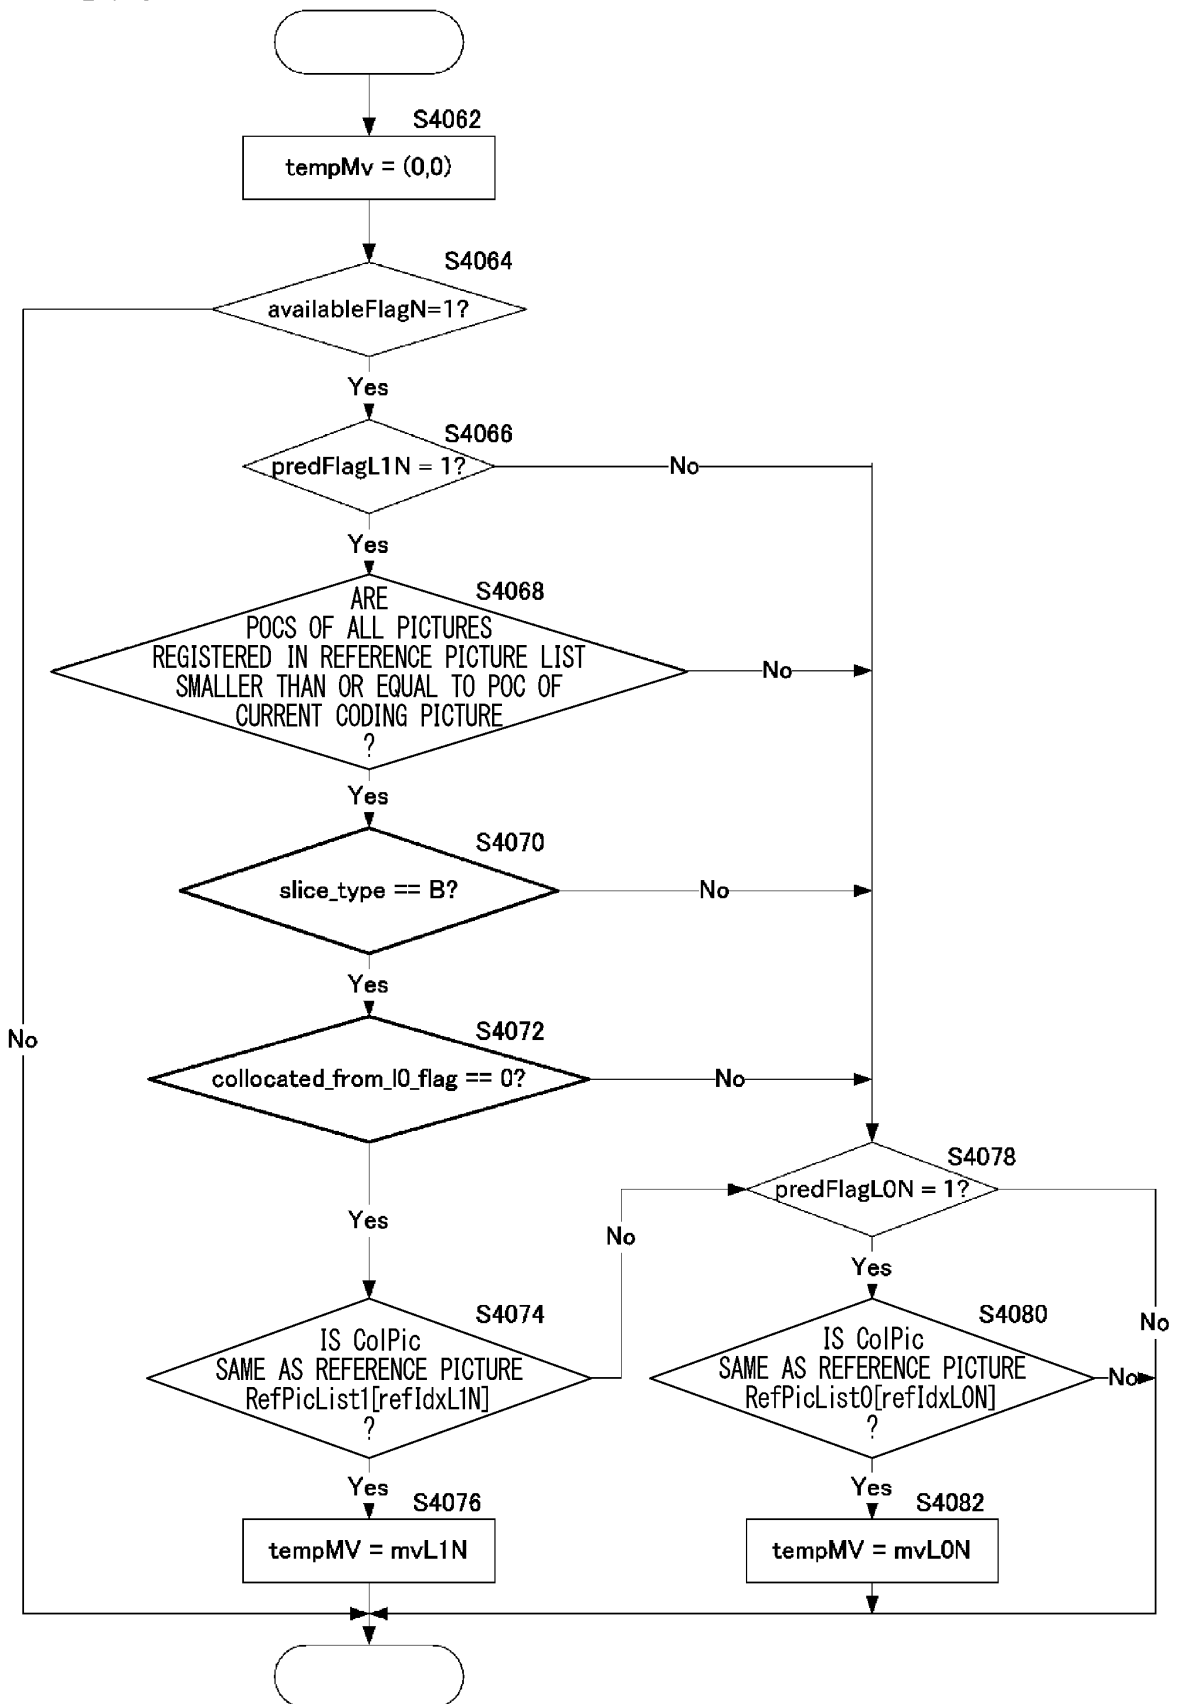 S4062
tempMv = (0,0)
S4064
availableFlagN=1?
Yes
S4066
predFlagL1N = 1?
No
Yes
S4068
ARE
POCS OF ALL PICTURES
REGISTERED IN REFERENCE PICTURE LIST
SMALLER THAN OR EQUAL TO POC OF
CURRENT CODING PICTURE
?
No
Yes
S4070
slice_type == B?
No
Yes
No
S4072
collocated_from_l0_flag == 0?
No
Yes
S4078
predFlagL0N = 1?
No
Yes
No
S4074
IS ColPic
SAME AS REFERENCE PICTURE
RefPicList1[refIdxL1N]
?
S4080
IS ColPic
SAME AS REFERENCE PICTURE
RefPicList0[refIdxL0N]
?
No
Yes
S4076
tempMV = mvL1N
Yes
S4082
tempMV = mvL0N